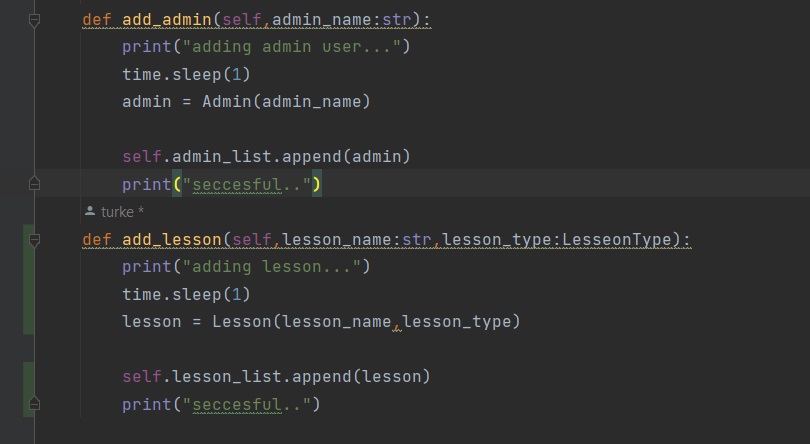 def add_admin(self,admin_name:str):
print("adding admin user...")
time.sleep(1)
admin = Admin(admin_name)
self.admin_list.append(admin)
print("seccesful..")
turke *
def add_lesson(self,lesson_name:str,lesson_type:LesseonType):
print("adding lesson...")
time.sleep(1)
lesson = Lesson(lesson_name,lesson_type)
self.lesson_list.append(lesson)
print("seccesful..")